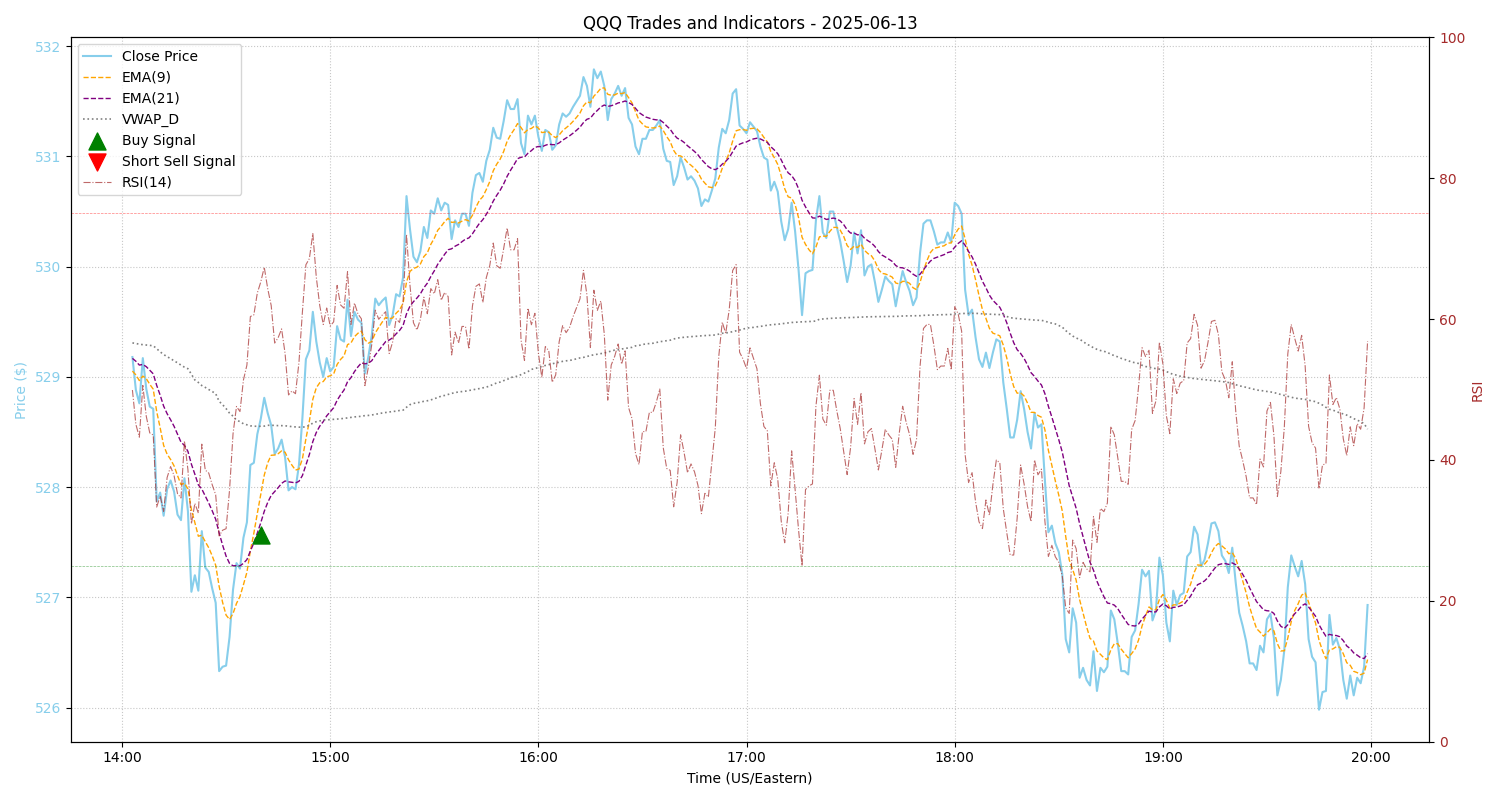 QQQ Trades and Indicators - 2025-06-13
Close Price
EMA(9)
EMA(21)
VWAP_D
Buy Signal
Short Sell Signal
RSI(14)
Price ($)
532
531
530
529
528
527
526
100
80
60
40
20
0
RSI
14:00
15:00
16:00
17:00
18:00
19:00
20:00
Time (US/Eastern)